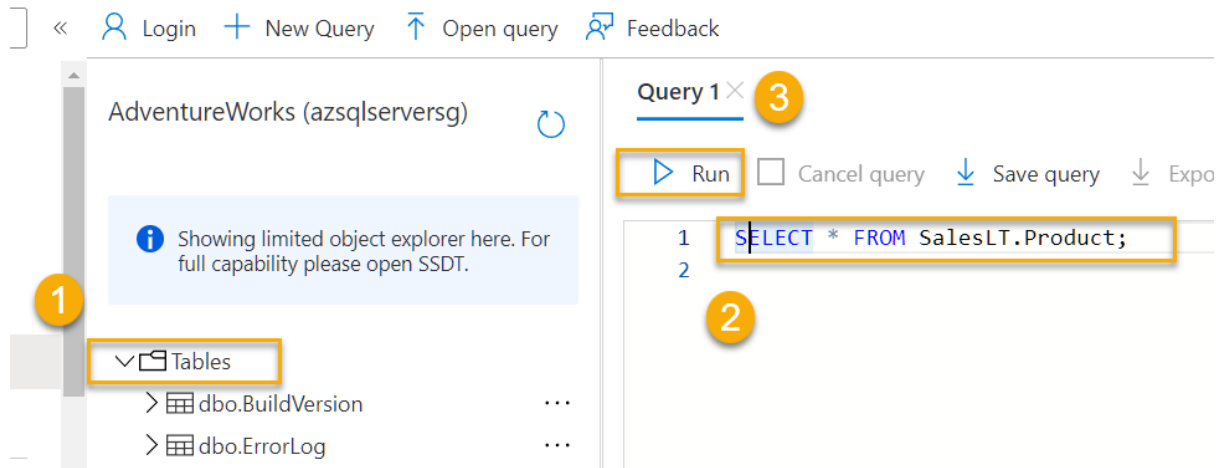 « Login + New Query Open query Feedback
AdventureWorks (azsqlserversg)
Showing limited object explorer here. For
full capability please open SSDT.
1
Tables
dbo.BuildVersion ...
dbo.ErrorLog ...
Query 1 ×
3
Run Cancel query Save query Expo
1 SELECT * FROM SalesLT.Product;
2
2